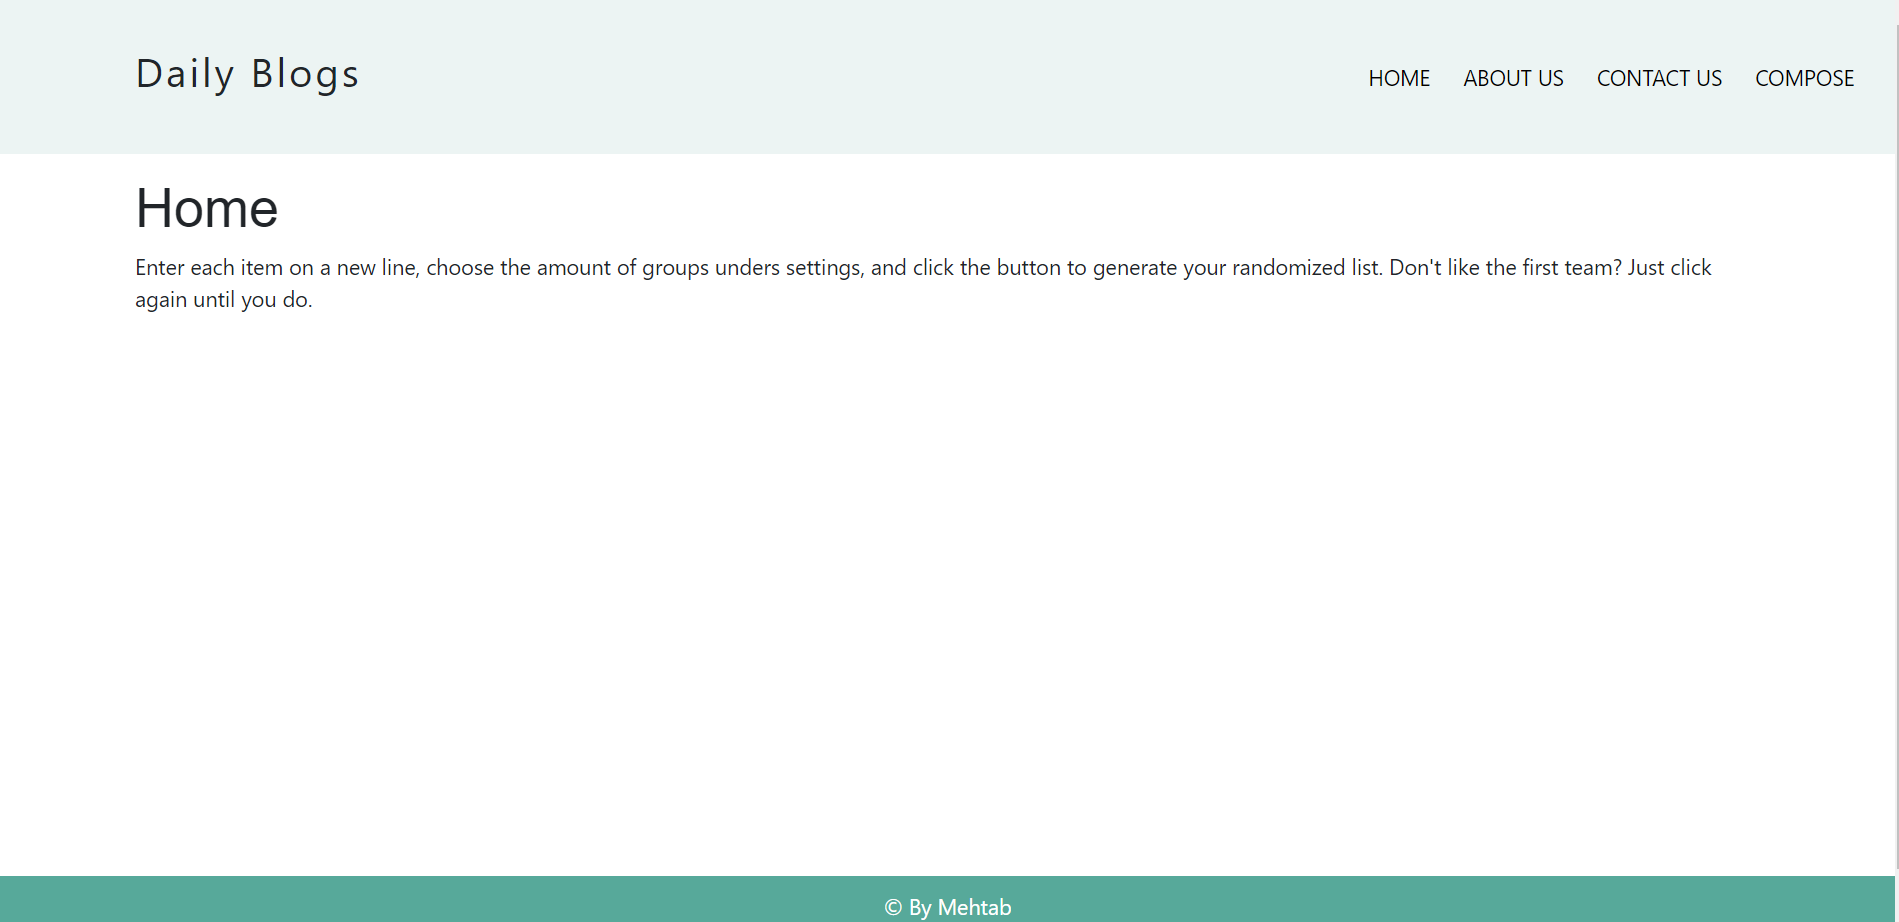 Daily Blogs
HOME ABOUT US CONTACT US COMPOSE
Home
Enter each item on a new line, choose the amount of groups unders settings, and click the button to generate your randomized list. Don't like the first team? Just click
again until you do.
© By Mehtab